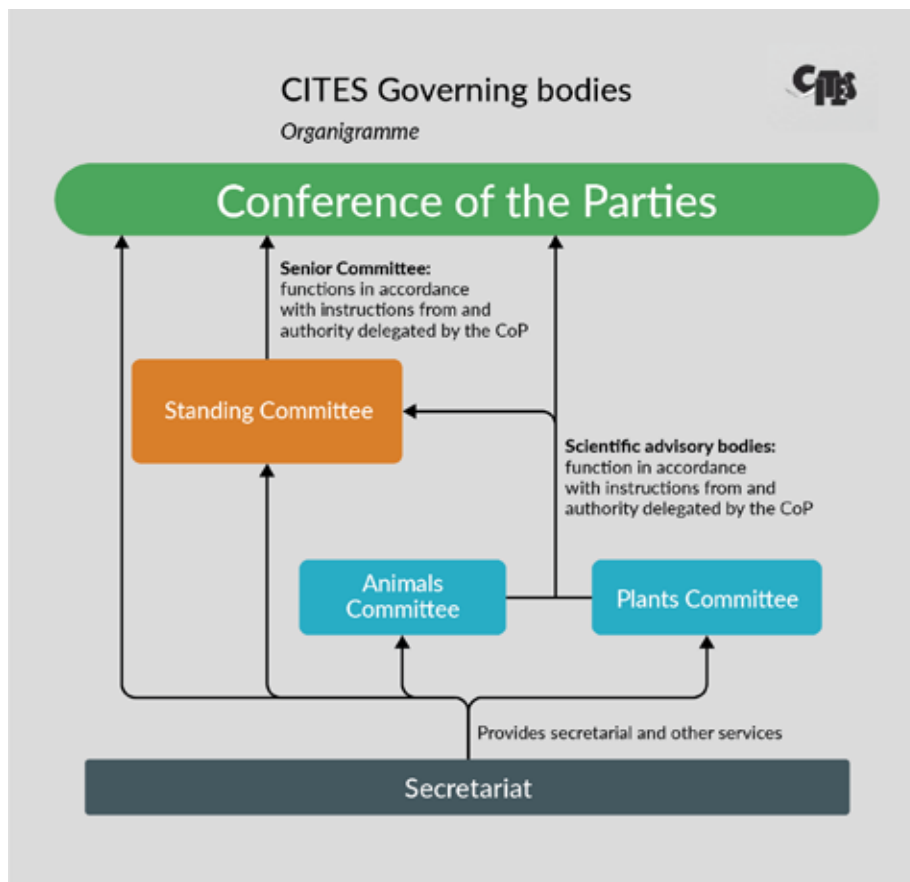 CITES Governing bodies
CITES
Organigramme
Conference of the Parties
Senior Committee:
functions in accordance
with instructions from and
authority delegated by the CoP
Standing Committee
Scientific advisory bodies:
function in accordance
with instructions from and
authority delegated by the CoP
Animals
Committee
Plants Committee
Provides secretarial and other services
Secretariat